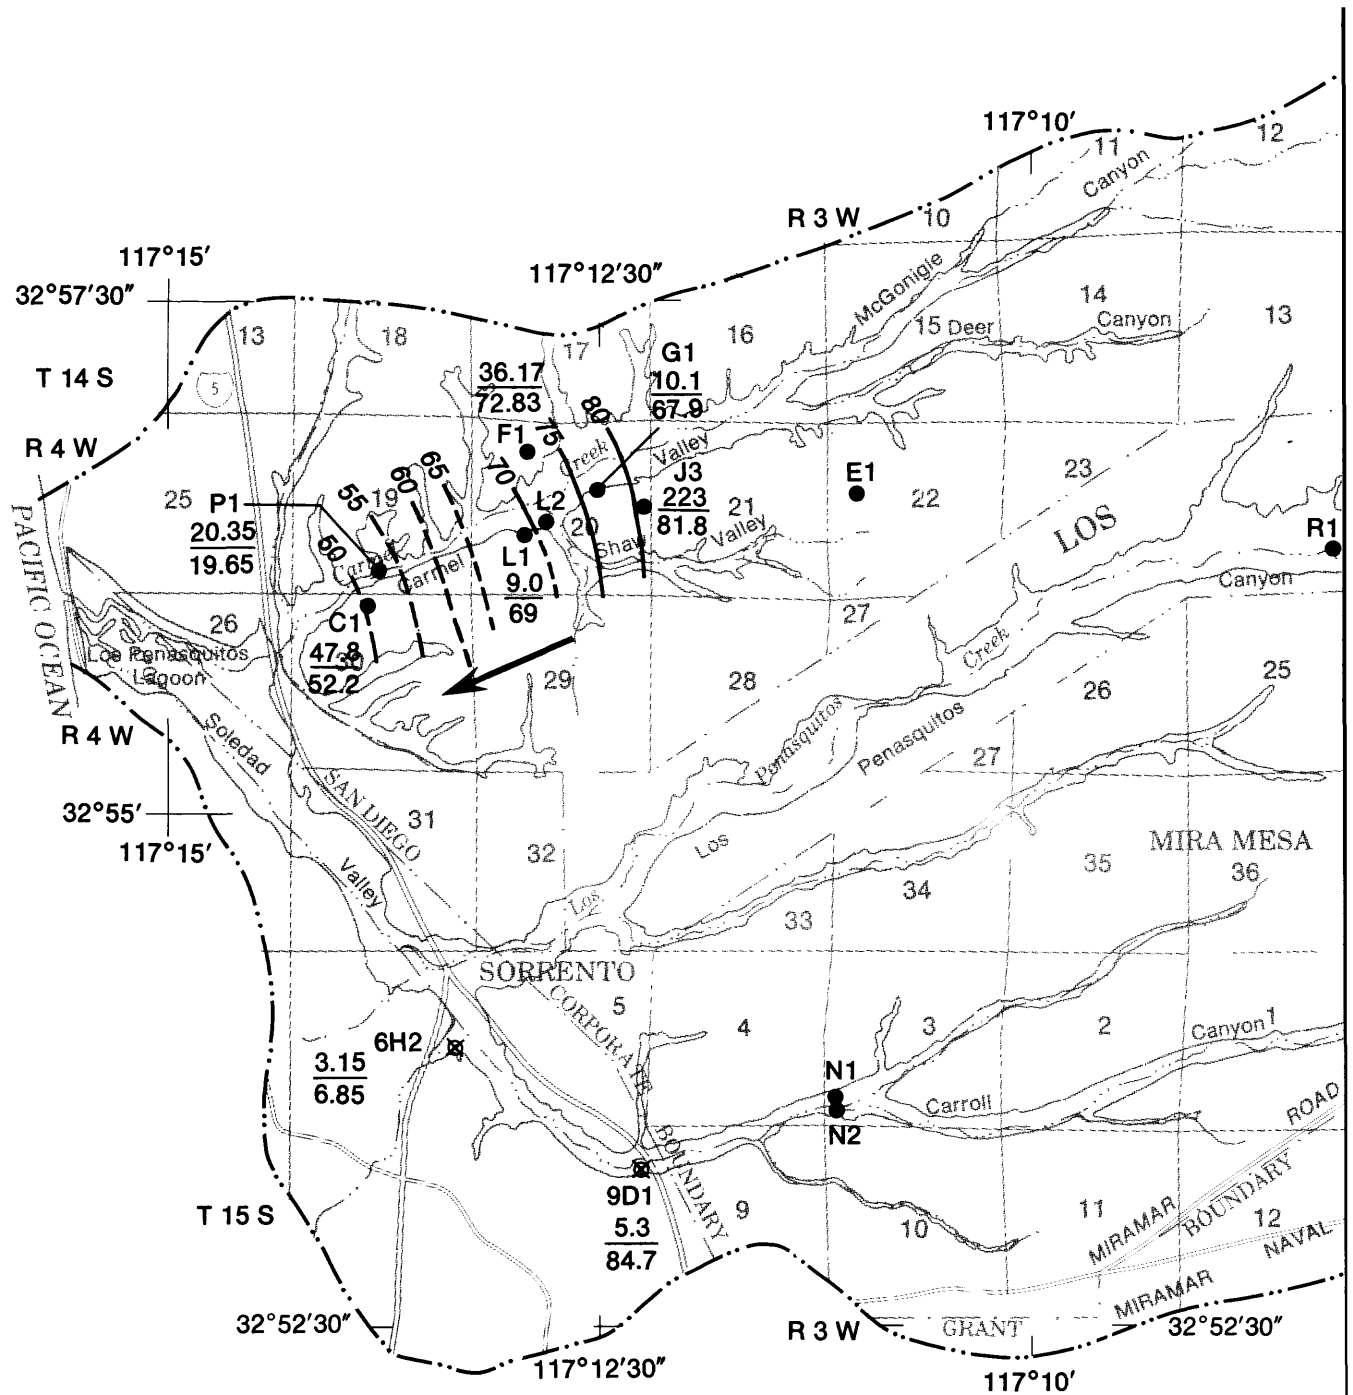 117°10′
12
11
Canyon
R 3 W
10
117°15′
117°12′30″
32°57′30″
McGonigle
14
13
18
17
16
15
Deer
Canyon
13
G1
T 14 S
5
36.17
72.83
10.1
67.9
80
75
F1
Creek
Valley
R 4 W
65
60
70
J3
E1
23
25
55
19
L2
223
81.8
21
22
P1
20.35
19.65
20
LOS
R1
50
Shaw
Valley
L1
Carmel
Carmel
9.0
69
Canyon
PACIFIC OCEAN
26
C1
27
47.8
52.2
30
Los Penasquitos
Lagoon
Creek
29
28
26
25
R 4 W
Soledad
Penasquitos
Penasquitos
27
SAN DIEGO
32°55′
117°15′
31
32
Los
MIRA MESA
Valley
35
36
34
Los
33
SORRENTO
CORPORATE
5
4
3
2
Canyon
1
6H2
3.15
6.85
N1
Carroll
N2
ROAD
BOUNDARY
9D1
5.3
84.7
T 15 S
9
10
11
MIRAMAR
BOUNDARY
12
NAVAL
MIRAMAR
32°52′30″
R 3 W
GRANT
32°52′30″
117°12′30″
117°10′